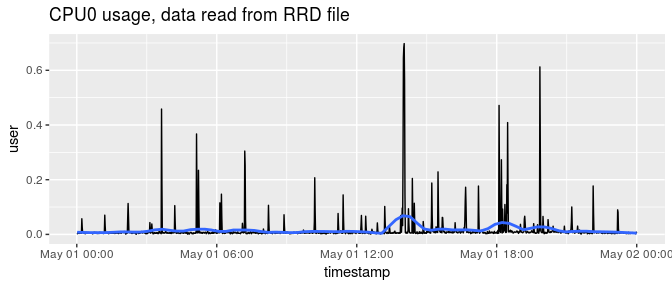 CPU0 usage, data read from RRD file
user
0.6
0.4
0.2
0.0
May 01 00:00 May 01 06:00 May 01 12:00 May 01 18:00 May 02 00:00
timestamp